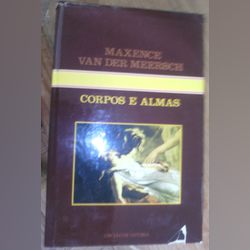 MAXENCE
VAN DER MEERSCH
CORPOS E ALMAS